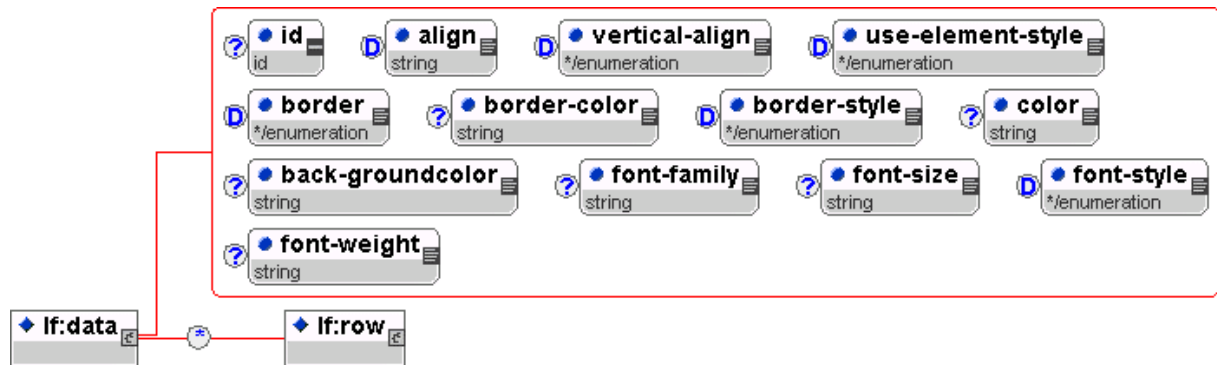 ? id D align D vertical-align D use-element-style
id string */enumeration */enumeration
D border ? border-color D border-style ? color
*/enumeration string */enumeration string
? back-groundcolor ? font-family ? font-size D font-style
string string string */enumeration
? font-weight
string
lf:data * lf:row